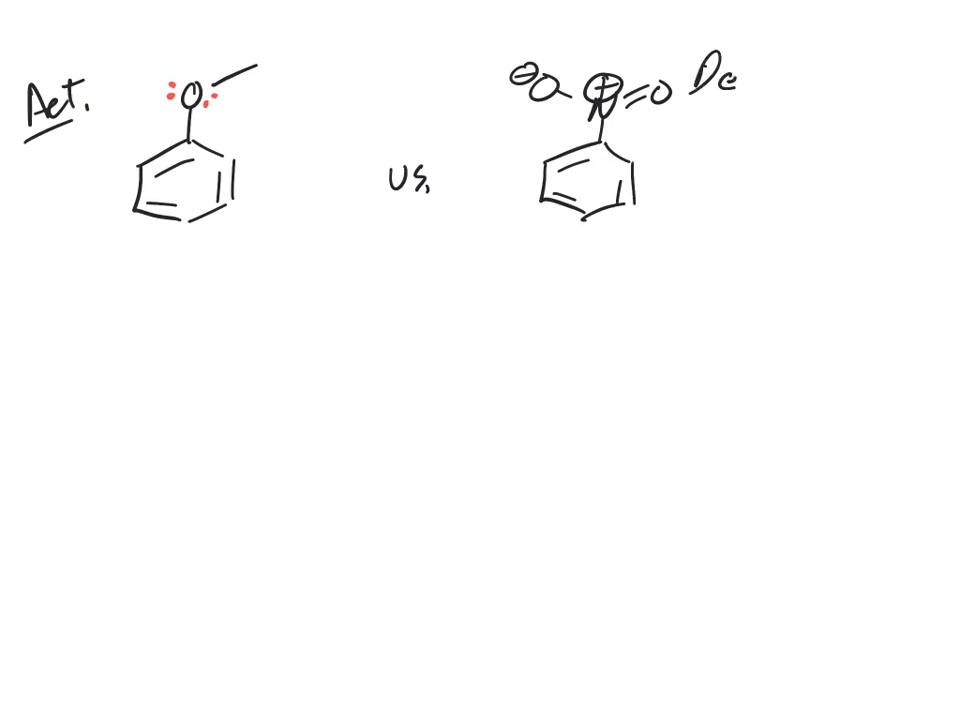 Act.
:O:
⊖O
N⊕
=O
De
vs.